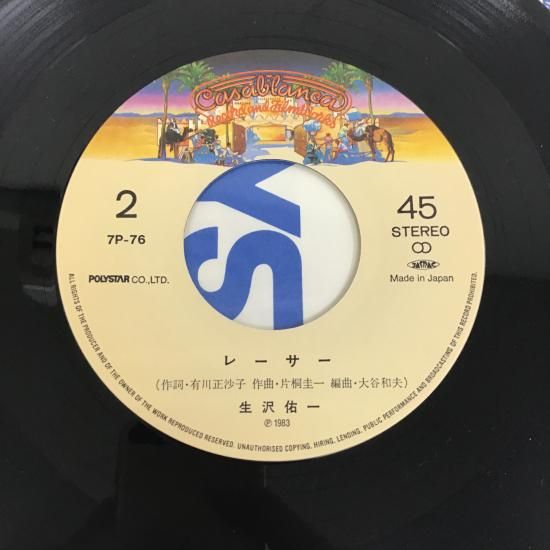 Casablanca
Record and FilmWorks
2
45
7P-76
STEREO
POLYSTAR CO.,LTD.
JASRAC
Made in Japan
レーサー
(作詞・有川正沙子 作曲・片桐圭一 編曲・大谷和夫)
生沢佑一
Ⓟ1983
ALL RIGHTS OF THE PRODUCER AND OF THE OWNER OF THE WORK REPRODUCED RESERVED. UNAUTHORISED COPYING, HIRING, LENDING, PUBLIC PERFORMANCE AND BROADCASTING OF THIS RECORD PROHIBITED.